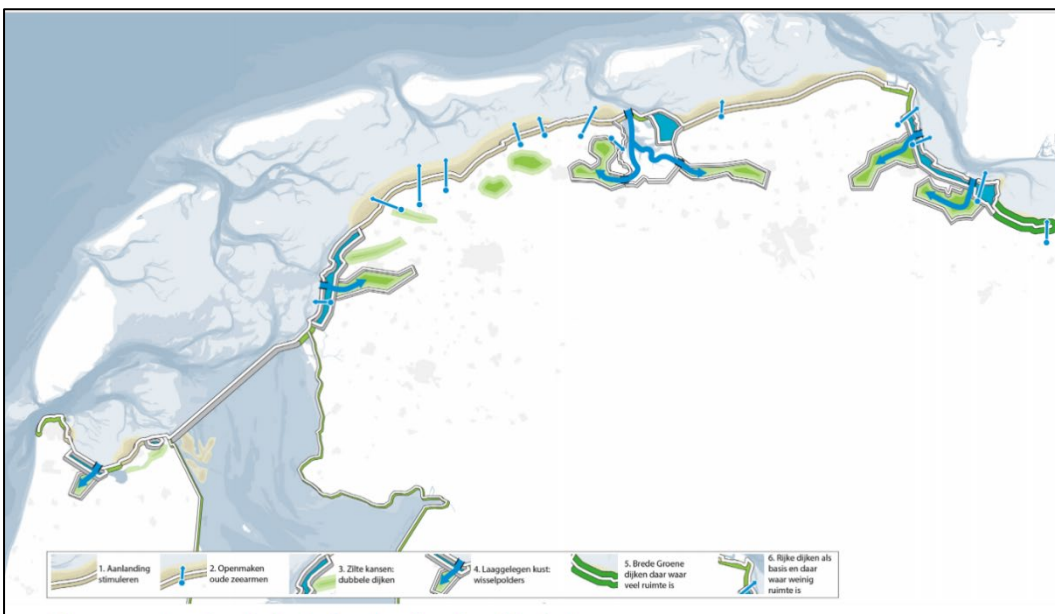 1. Aanlanding
stimuleren
2. Openmaken
oude zeearmen
3. Zilte kansen:
dubbele dijken
4. Laaggelegen kust:
wisselpolders
5. Brede Groene
dijken daar waar
veel ruimte is
6. Rijke dijken als
basis en daar
waar weinig
ruimte is